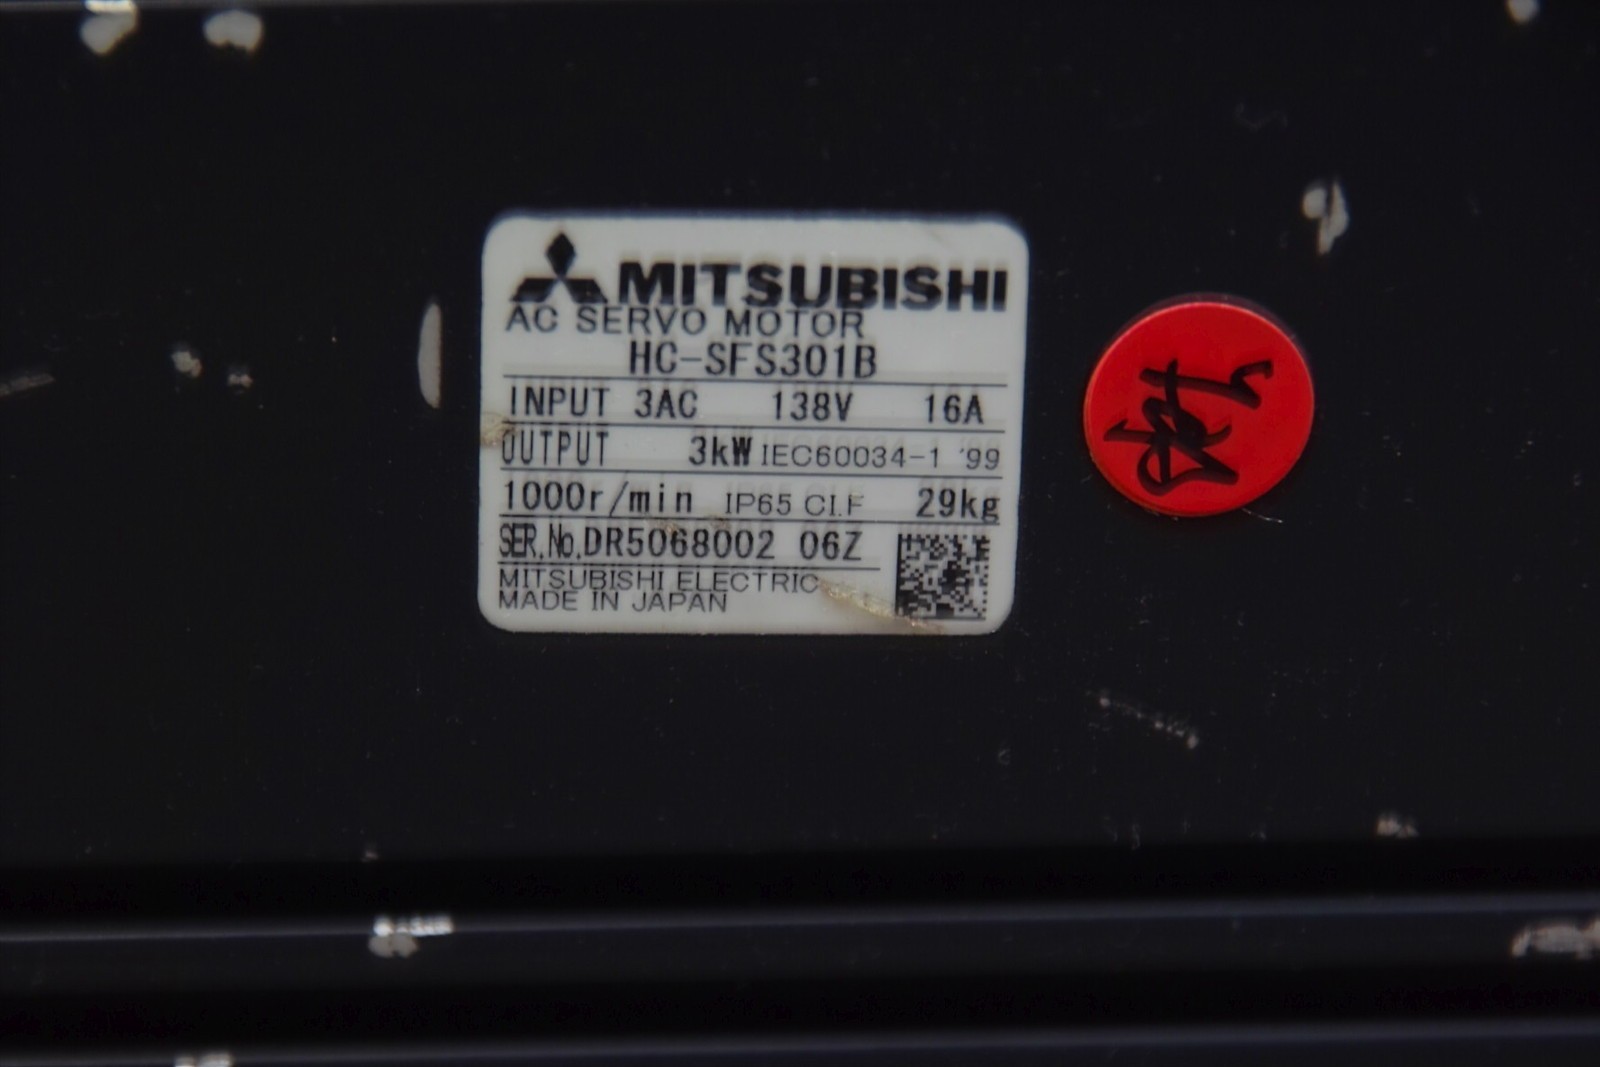 MITSUBISHI
AC SERVO MOTOR
HC-SFS301B
INPUT 3AC 138V 16A
OUTPUT 3kW IEC60034-1 '99
1000r/min IP65 CI.F 29kg
SER.No.DR5068002 06Z
MITSUBISHI ELECTRIC
MADE IN JAPAN